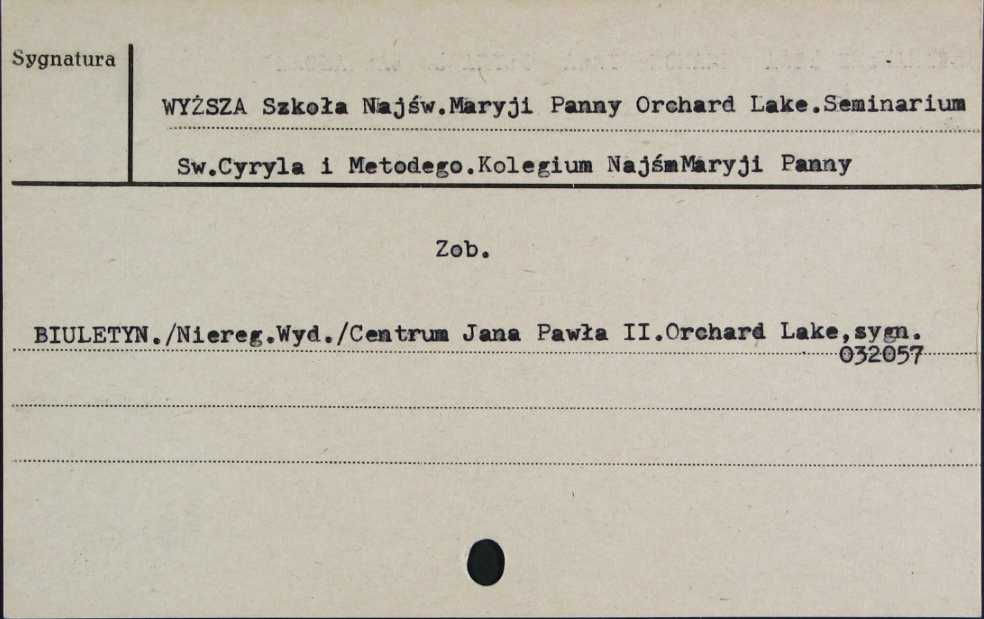 Sygnatura
WYŻSZA Szkoła Najśw.Maryji Panny Orchard Lake.Seminarium
Sw.Cyryla i Metodego.Kolegium NajśmMaryji Panny
Zob.
BIULETYN./Niereg.Wyd./Centrum Jana Pawła II.Orchard Lake,sygn.
032057